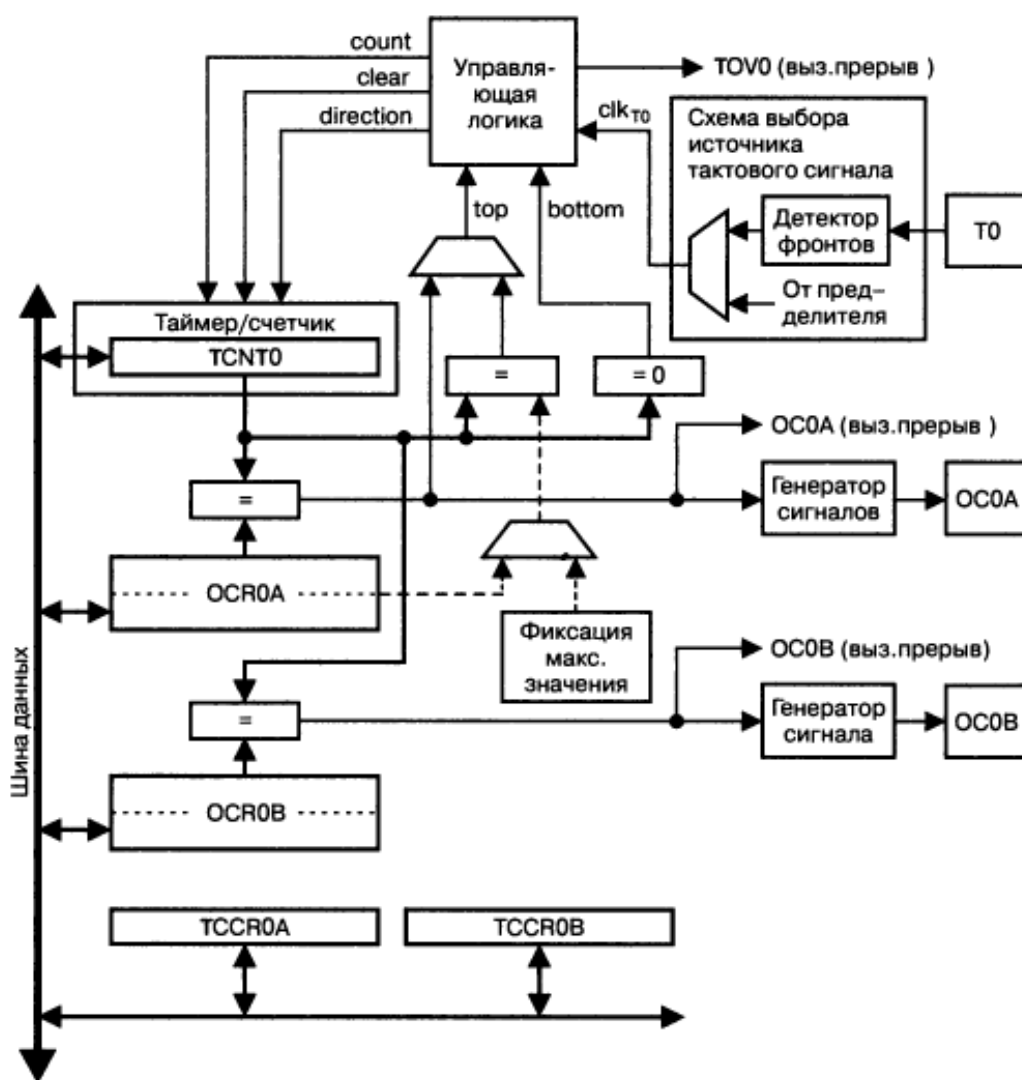 count
clear
direction
Управля-
ющая
логика
TOV0 (выз.прерыв )
clkT0
Схема выбора
источника
тактового сигнала
Детектор
фронтов
T0
От пред-
делителя
top
bottom
Таймер/счетчик
TCNT0
=
= 0
OC0A (выз.прерыв )
=
Генератор
сигналов
OC0A
OCR0A
Фиксация
макс.
значения
OC0B (выз.прерыв)
=
Генератор
сигнала
OC0B
OCR0B
Шина данных
TCCR0A
TCCR0B